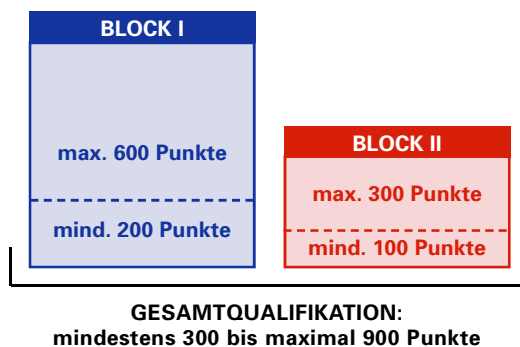 BLOCK I
max. 600 Punkte
mind. 200 Punkte
BLOCK II
max. 300 Punkte
mind. 100 Punkte
GESAMTQUALIFIKATION:
mindestens 300 bis maximal 900 Punkte